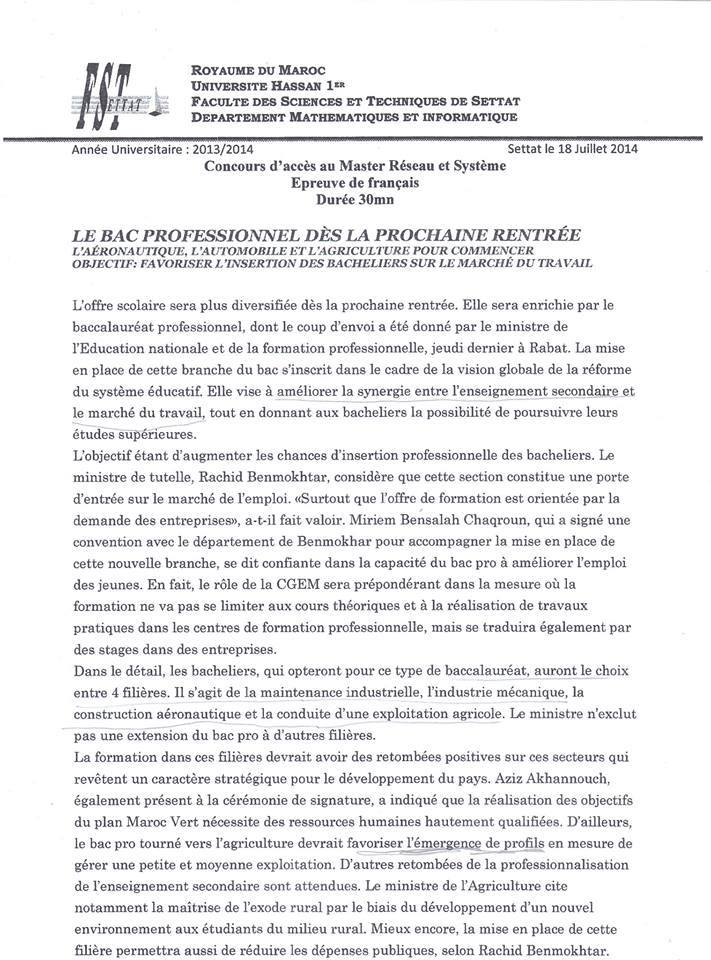 FST
SETTAT
ROYAUME DU MAROC
UNIVERSITE HASSAN 1ER
FACULTE DES SCIENCES ET TECHNIQUES DE SETTAT
DEPARTEMENT MATHEMATIQUES ET INFORMATIQUE
Année Universitaire : 2013/2014 Settat le 18 Juillet 2014
Concours d'accès au Master Réseau et Système
Epreuve de français
Durée 30mn
LE BAC PROFESSIONNEL DÈS LA PROCHAINE RENTRÉE
L'AÉRONAUTIQUE, L'AUTOMOBILE ET L'AGRICULTURE POUR COMMENCER
OBJECTIF: FAVORISER L'INSERTION DES BACHELIERS SUR LE MARCHÉ DU TRAVAIL
L'offre scolaire sera plus diversifiée dès la prochaine rentrée. Elle sera enrichie par le
baccalauréat professionnel, dont le coup d'envoi a été donné par le ministre de
l'Education nationale et de la formation professionnelle, jeudi dernier à Rabat. La mise
en place de cette branche du bac s'inscrit dans le cadre de la vision globale de la réforme
du système éducatif. Elle vise à améliorer la synergie entre l'enseignement secondaire et
le marché du travail, tout en donnant aux bacheliers la possibilité de poursuivre leurs
études supérieures.
L'objectif étant d'augmenter les chances d'insertion professionnelle des bacheliers. Le
ministre de tutelle, Rachid Benmokhtar, considère que cette section constitue une porte
d'entrée sur le marché de l'emploi. «Surtout que l'offre de formation est orientée par la
demande des entreprises», a-t-il fait valoir. Miriem Bensalah Chaqroun, qui a signé une
convention avec le département de Benmokhar pour accompagner la mise en place de
cette nouvelle branche, se dit confiante dans la capacité du bac pro à améliorer l'emploi
des jeunes. En fait, le rôle de la CGEM sera prépondérant dans la mesure où la
formation ne va pas se limiter aux cours théoriques et à la réalisation de travaux
pratiques dans les centres de formation professionnelle, mais se traduira également par
des stages dans des entreprises.
Dans le détail, les bacheliers, qui opteront pour ce type de baccalauréat, auront le choix
entre 4 filières. Il s'agit de la maintenance industrielle, l'industrie mécanique, la
construction aéronautique et la conduite d'une exploitation agricole. Le ministre n'exclut
pas une extension du bac pro à d'autres filières.
La formation dans ces filières devrait avoir des retombées positives sur ces secteurs qui
revêtent un caractère stratégique pour le développement du pays. Aziz Akhannouch,
également présent à la cérémonie de signature, a indiqué que la réalisation des objectifs
du plan Maroc Vert nécessite des ressources humaines hautement qualifiées. D'ailleurs,
le bac pro tourné vers l'agriculture devrait favoriser l'émergence de profils en mesure de
gérer une petite et moyenne exploitation. D'autres retombées de la professionnalisation
de l'enseignement secondaire sont attendues. Le ministre de l'Agriculture cite
notamment la maîtrise de l'exode rural par le biais du développement d'un nouvel
environnement aux étudiants du milieu rural. Mieux encore, la mise en place de cette
filière permettra aussi de réduire les dépenses publiques, selon Rachid Benmokhtar.